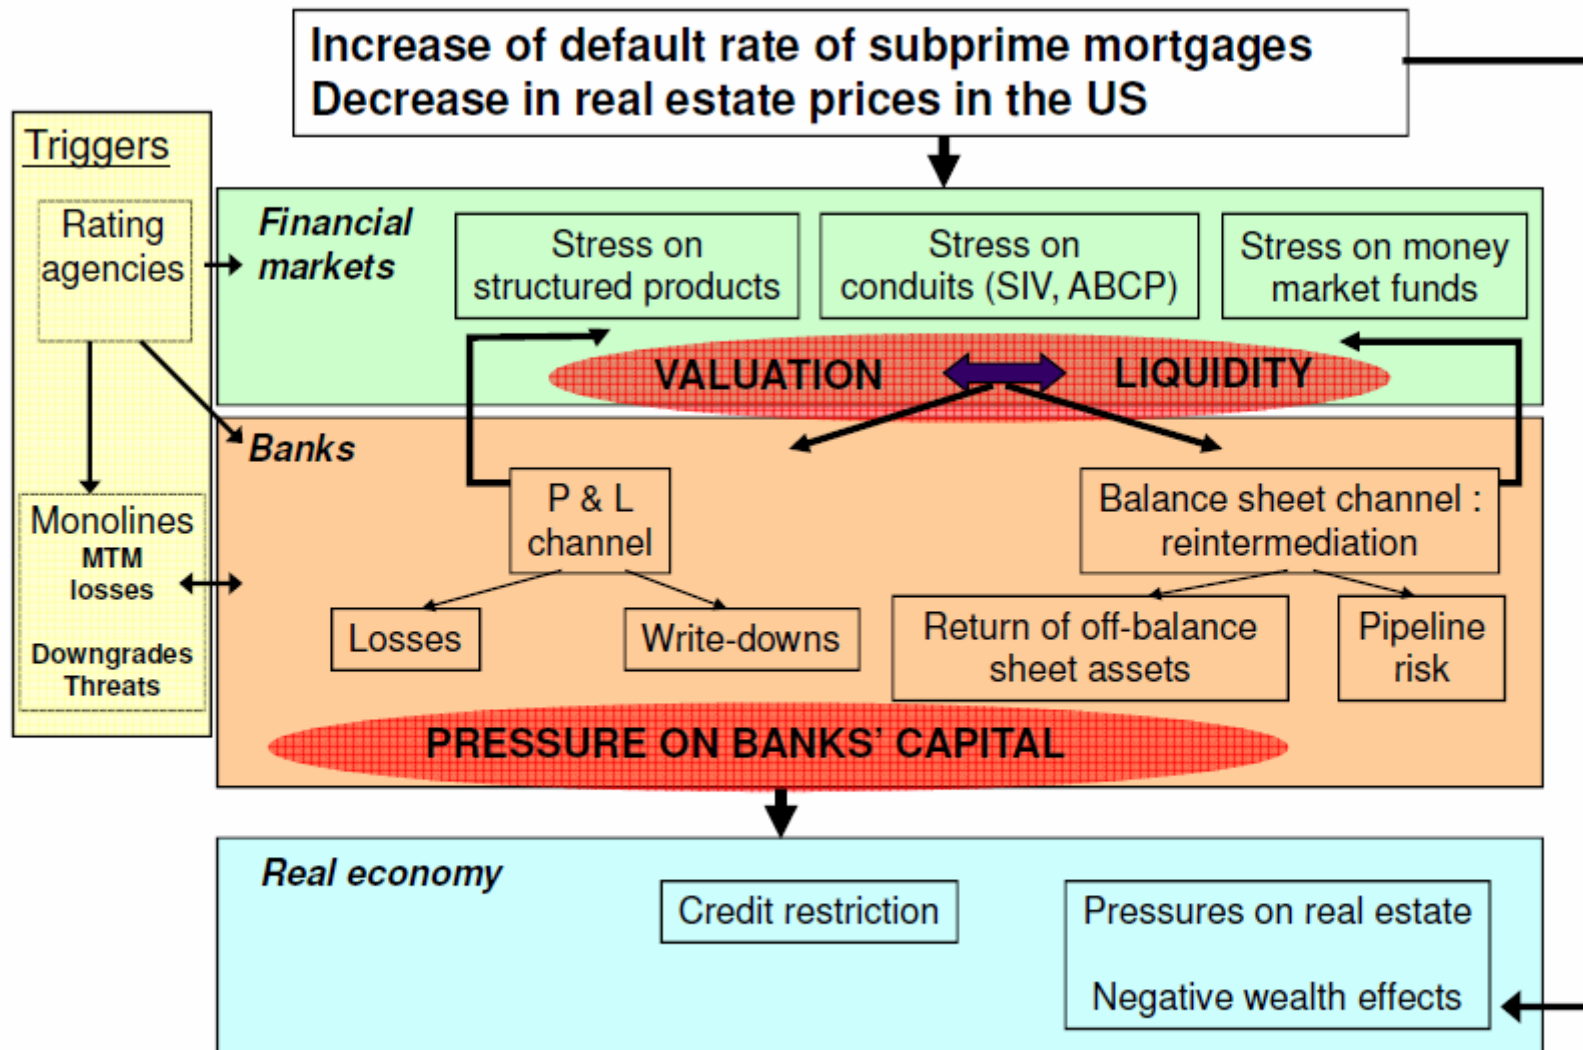 Increase of default rate of subprime mortgages
Decrease in real estate prices in the US
Triggers
Rating
agencies
Monolines
MTM
losses
Downgrades
Threats
Financial
markets
Stress on
structured products
Stress on
conduits (SIV, ABCP)
Stress on money
market funds
VALUATION
LIQUIDITY
Banks
P & L
channel
Balance sheet channel :
reintermediation
Losses
Write-downs
Return of off-balance
sheet assets
Pipeline
risk
PRESSURE ON BANKS' CAPITAL
Real economy
Credit restriction
Pressures on real estate
Negative wealth effects